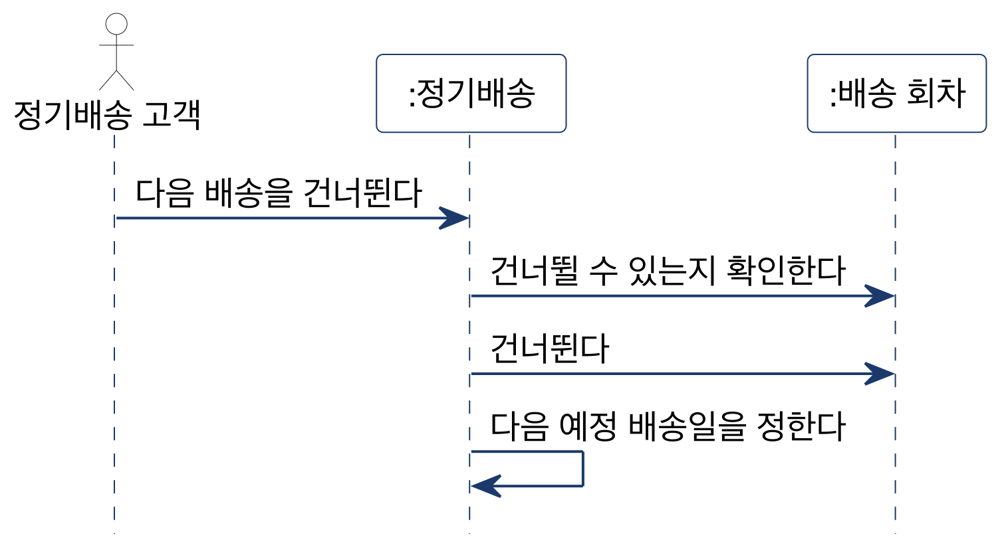 정기배송 고객
:정기배송
:배송 회차
다음 배송을 건너뛴다
건너뛸 수 있는지 확인한다
건너뛴다
다음 예정 배송일을 정한다